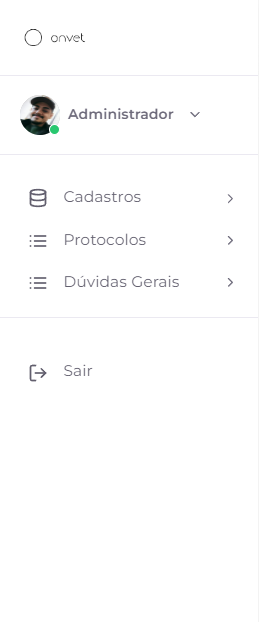 onvet
Administrador
Cadastros
Protocolos
Dúvidas Gerais
Sair